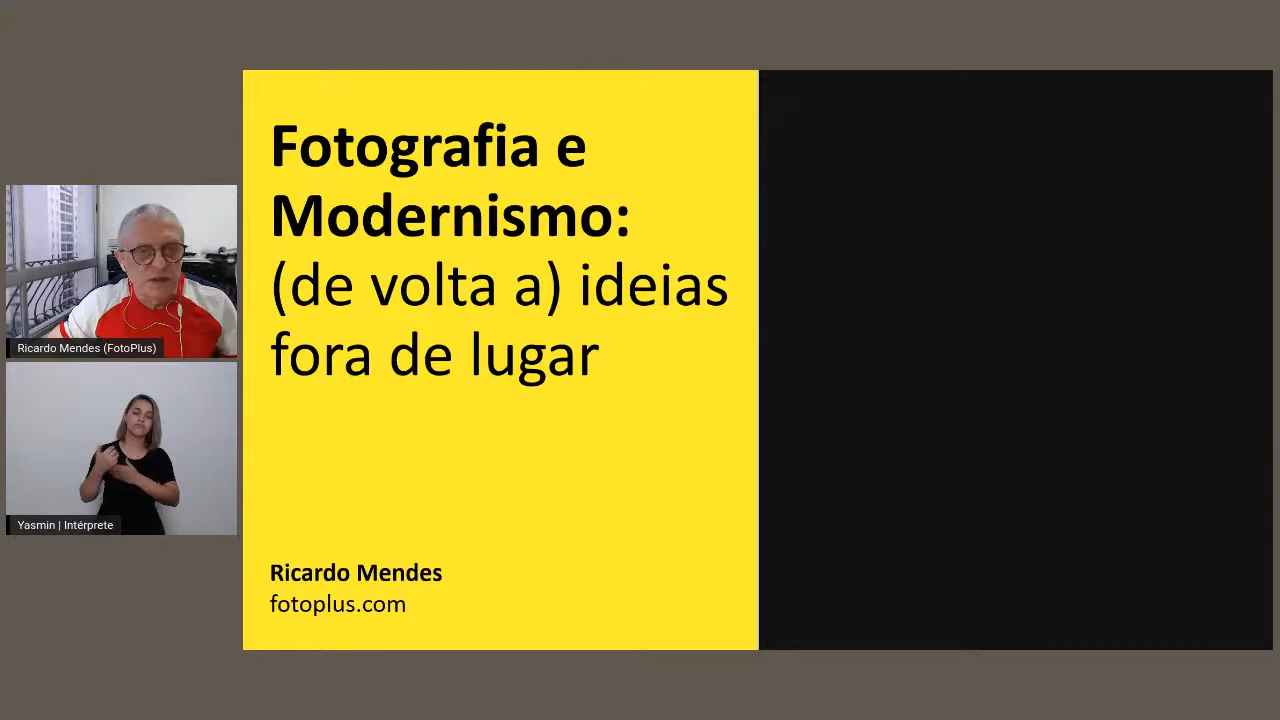 Fotografia e
Modernismo:
(de volta a) ideias
fora de lugar
Ricardo Mendes (FotoPlus)
Yasmin | Intérprete
Ricardo Mendes
fotoplus.com